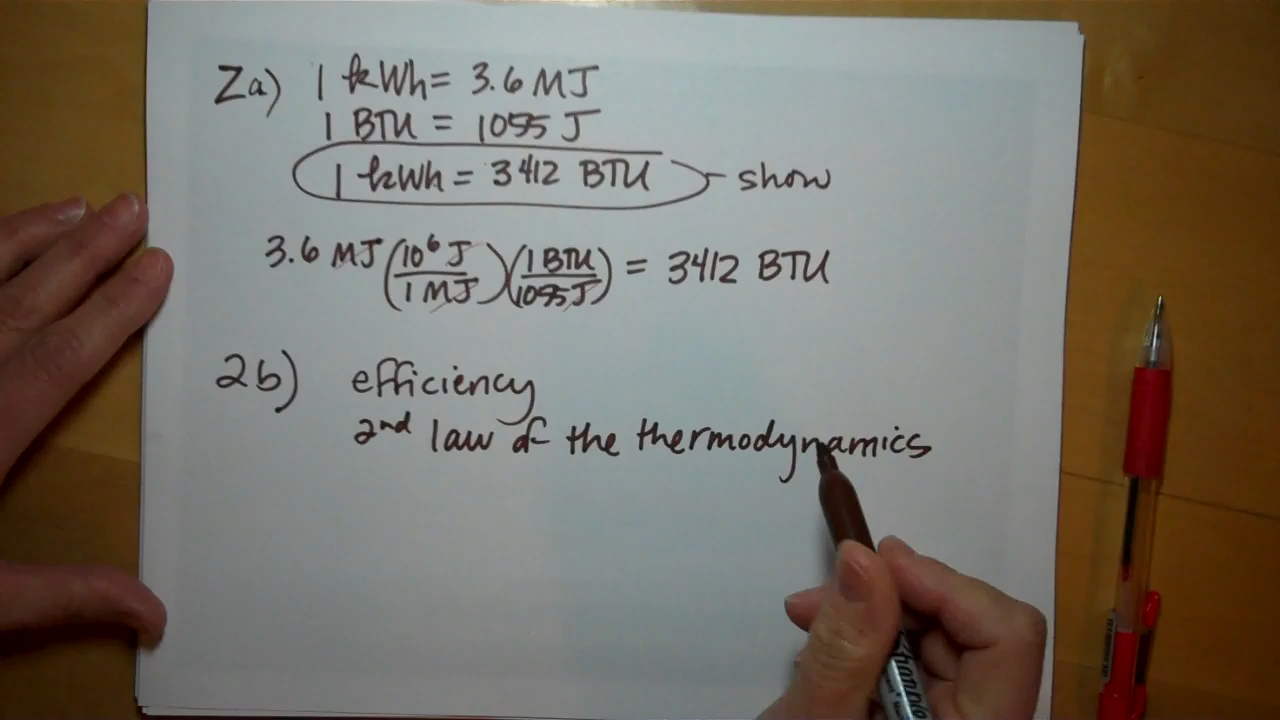 2a) 1 kWh = 3.6 MJ
1 BTU = 1055 J
1 kWh = 3412 BTU - show
3.6 MJ (10⁶ J / 1 MJ) (1 BTU / 1055 J) = 3412 BTU
2b) efficiency
2nd law of the thermodynamics
Sharpie